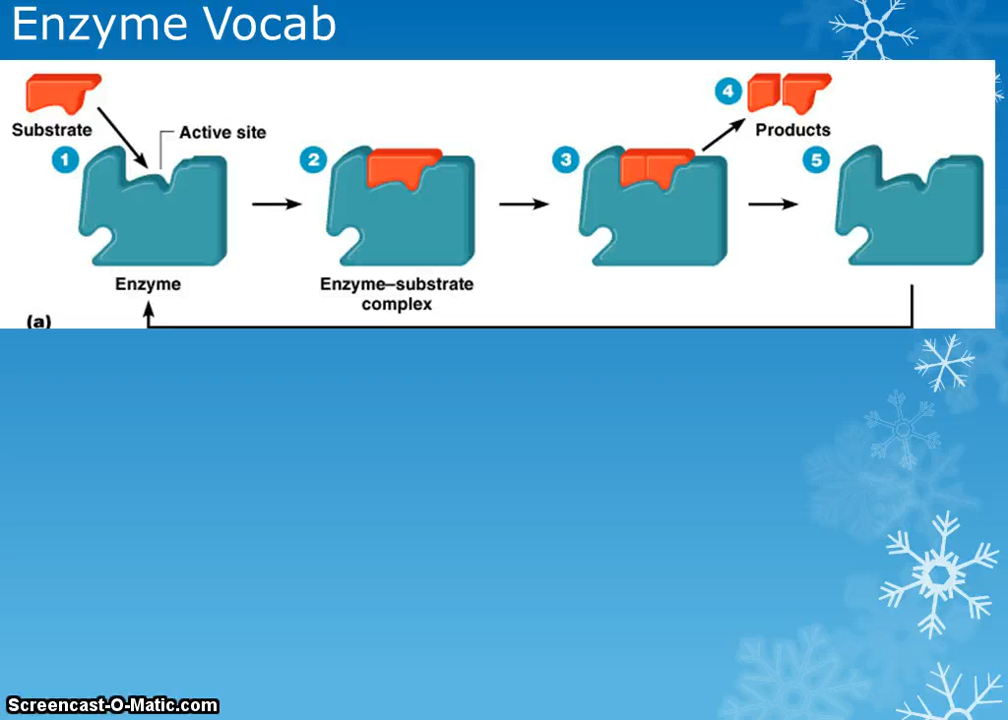 Enzyme Vocab
Substrate
Active site
4
Products
1
2
3
5
Enzyme
Enzyme–substrate
complex
(a)
Screencast-O-Matic.com